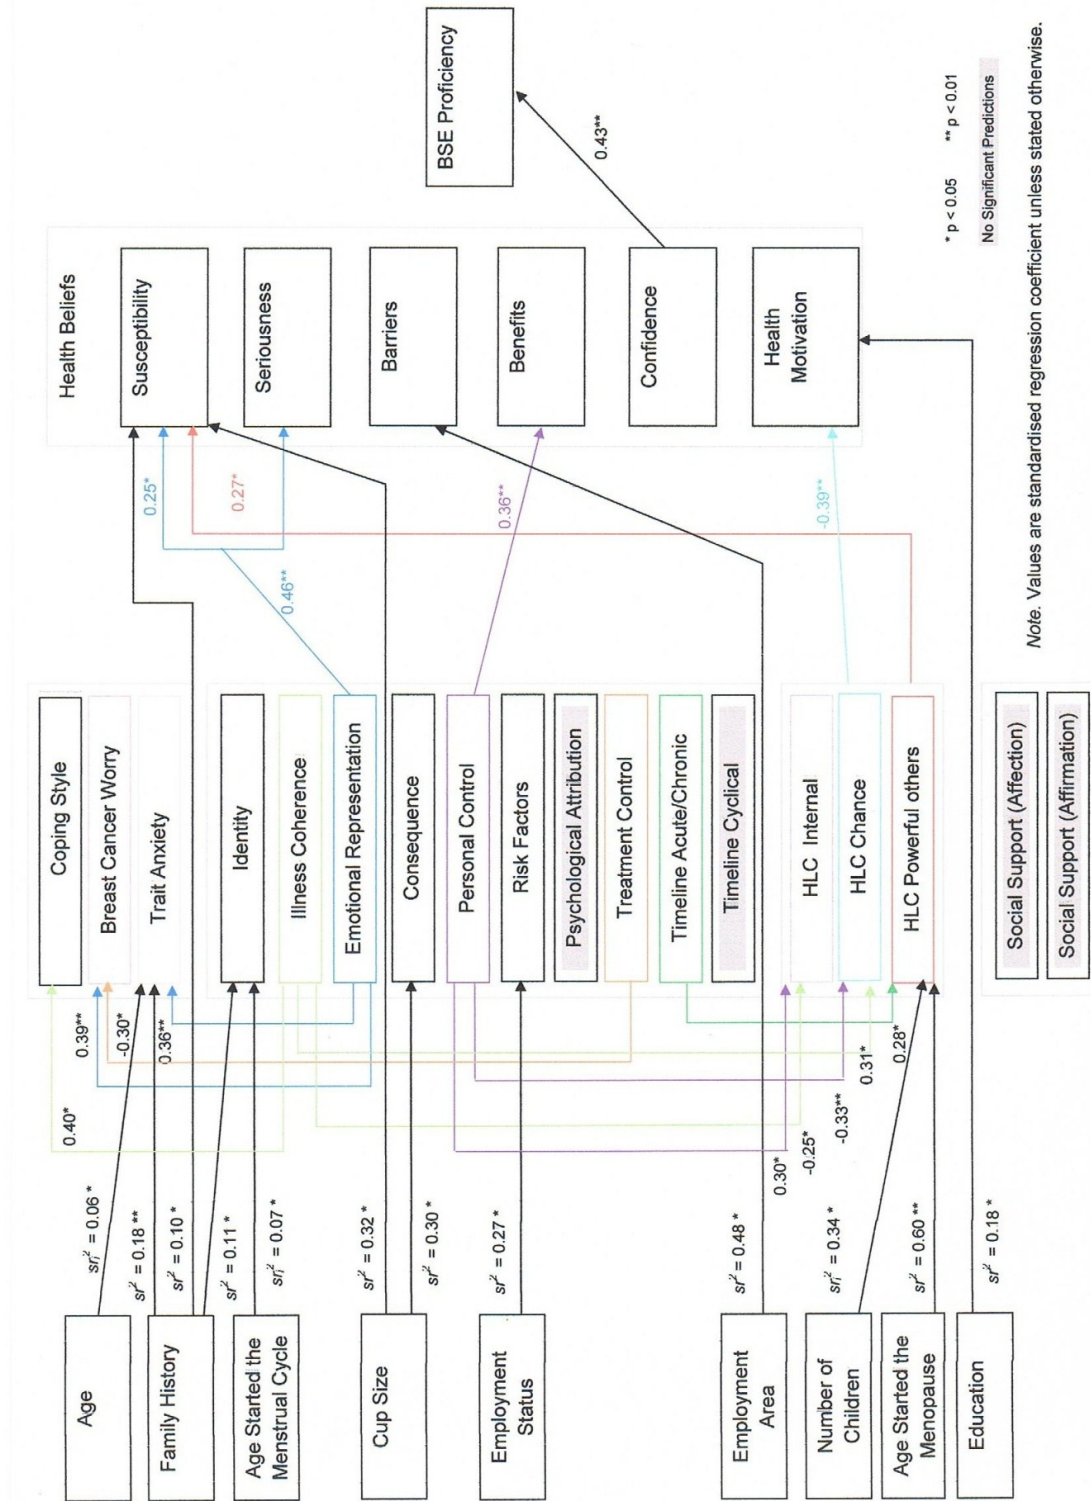 Age
Family History
Age Started the
Menstrual Cycle
Cup Size
Employment
Status
Employment
Area
Number of
Children
Age Started the
Menopause
Education
sri² = 0.06 *
sr² = 0.18 **
sr² = 0.10 *
sr² = 0.11 *
sri² = 0.07 *
sr² = 0.32 *
sr² = 0.30 *
sr² = 0.27 *
sr² = 0.48 *
sri² = 0.34 *
sr² = 0.60 **
sr² = 0.18 *
0.40*
0.39**
-0.30*
0.36**
0.30*
-0.25*
-0.33**
0.31*
0.28*
Coping Style
Breast Cancer Worry
Trait Anxiety
Identity
Illness Coherence
Emotional Representation
Consequence
Personal Control
Risk Factors
Psychological Attribution
Treatment Control
Timeline Acute/Chronic
Timeline Cyclical
HLC Internal
HLC Chance
HLC Powerful others
Social Support (Affection)
Social Support (Affirmation)
0.46**
0.25*
0.27*
0.36**
-0.39**
Health Beliefs
Susceptibility
Seriousness
Barriers
Benefits
Confidence
Health
Motivation
0.43**
BSE Proficiency
* p < 0.05 ** p < 0.01
No Significant Predictions
Note. Values are standardised regression coefficient unless stated otherwise.